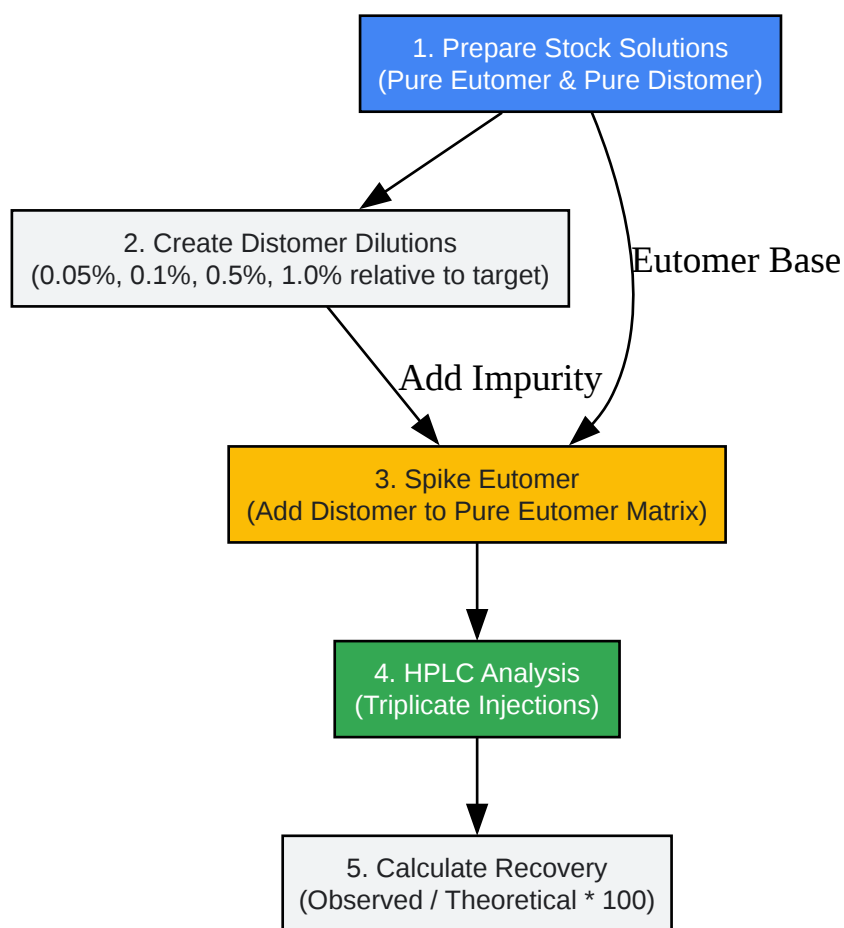 1. Prepare Stock Solutions
(Pure Eutomer & Pure Distomer)
2. Create Distomer Dilutions
(0.05%, 0.1%, 0.5%, 1.0% relative to target)
Eutomer Base
Add Impurity
3. Spike Eutomer
(Add Distomer to Pure Eutomer Matrix)
4. HPLC Analysis
(Triplicate Injections)
5. Calculate Recovery
(Observed / Theoretical * 100)